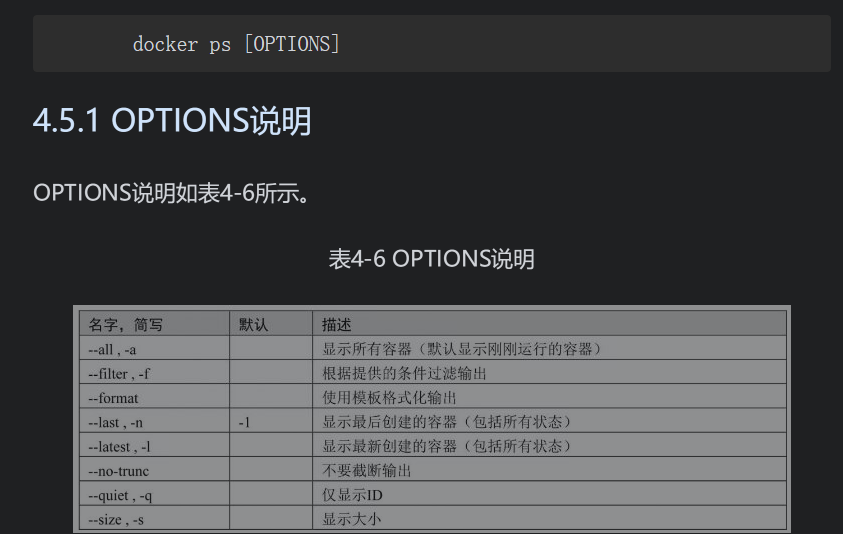 docker ps [OPTIONS]
4.5.1 OPTIONS说明
OPTIONS说明如表4-6所示。
表4-6 OPTIONS说明
名字，简写 默认 描述
--all , -a 显示所有容器（默认显示刚刚运行的容器）
--filter , -f 根据提供的条件过滤输出
--format 使用模板格式化输出
--last , -n -1 显示最后创建的容器（包括所有状态）
--latest , -l 显示最新创建的容器（包括所有状态）
--no-trunc 不要截断输出
--quiet , -q 仅显示ID
--size , -s 显示大小